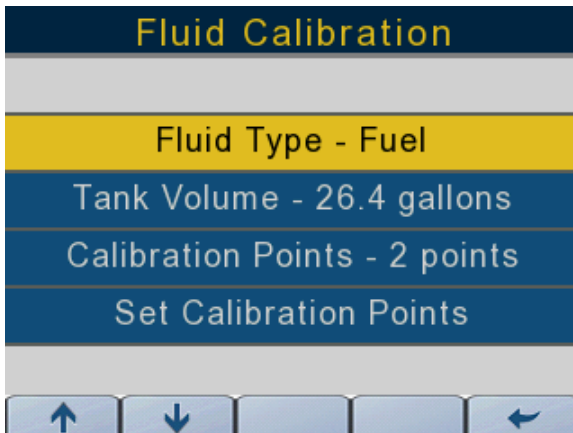 Fluid Calibration
Fluid Type - Fuel
Tank Volume - 26.4 gallons
Calibration Points - 2 points
Set Calibration Points